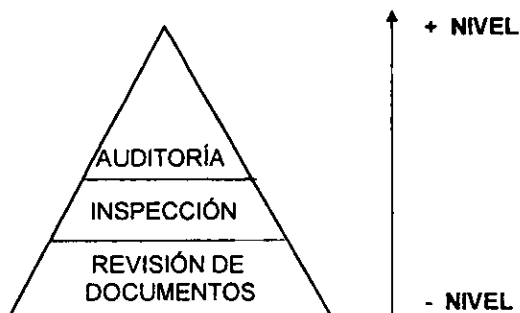 + NIVEL
AUDITORÍA
INSPECCIÓN
REVISIÓN DE
DOCUMENTOS
- NIVEL